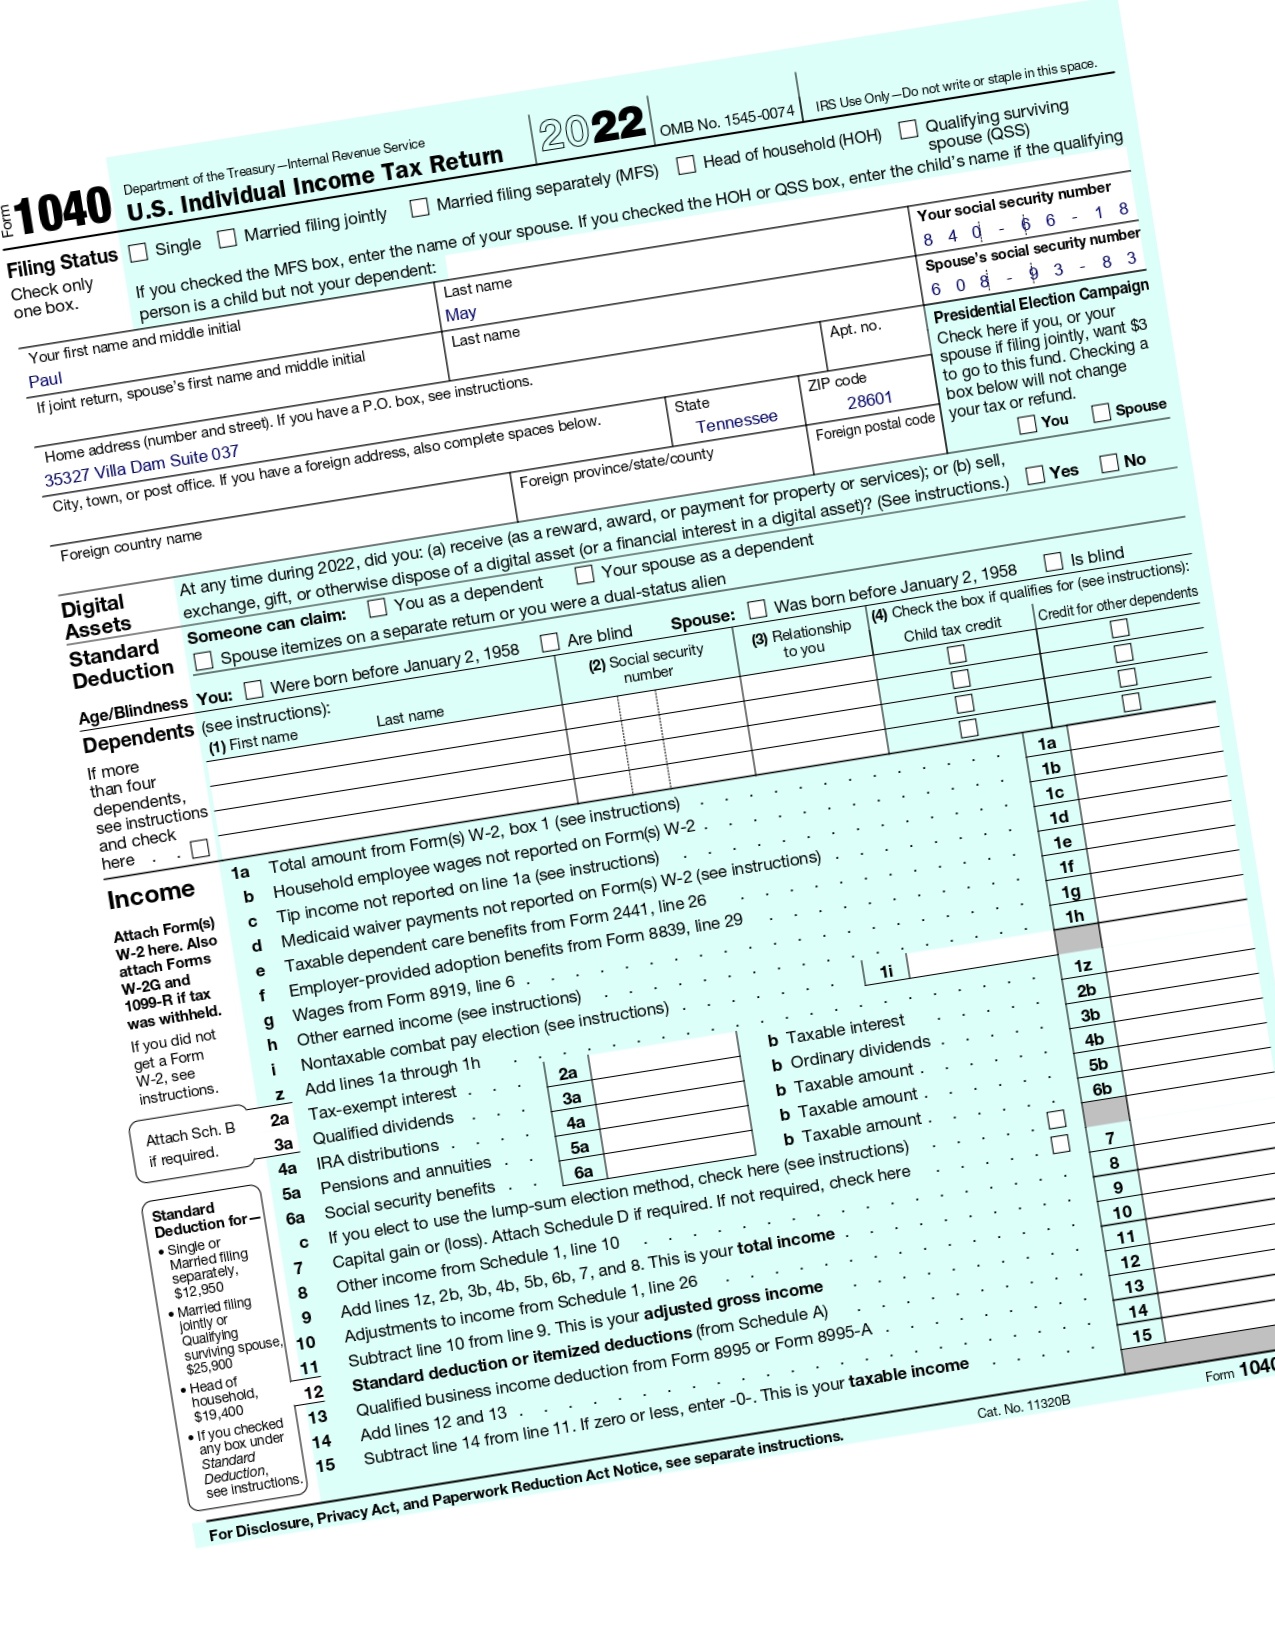 Form 1040 Department of the Treasury—Internal Revenue Service
U.S. Individual Income Tax Return
2022
OMB No. 1545-0074
IRS Use Only—Do not write or staple in this space.
Filing Status
Check only
one box.
Single
Married filing jointly
Married filing separately (MFS)
Head of household (HOH)
Qualifying surviving
spouse (QSS)
If you checked the MFS box, enter the name of your spouse. If you checked the HOH or QSS box, enter the child's name if the qualifying
person is a child but not your dependent:
Your first name and middle initial
Paul
Last name
May
Your social security number
8 4 0 - 6 6 - 1 8
If joint return, spouse's first name and middle initial
Last name
Spouse's social security number
6 0 8 - 9 3 - 8 3
Home address (number and street). If you have a P.O. box, see instructions.
35327 Villa Dam Suite 037
Apt. no.
City, town, or post office. If you have a foreign address, also complete spaces below.
State
Tennessee
ZIP code
28601
Foreign country name
Foreign province/state/county
Foreign postal code
Presidential Election Campaign
Check here if you, or your
spouse if filing jointly, want $3
to go to this fund. Checking a
box below will not change
your tax or refund.
You
Spouse
Digital
Assets
At any time during 2022, did you: (a) receive (as a reward, award, or payment for property or services); or (b) sell,
exchange, gift, or otherwise dispose of a digital asset (or a financial interest in a digital asset)? (See instructions.)
Yes
No
Standard
Deduction
Someone can claim:
You as a dependent
Your spouse as a dependent
Spouse itemizes on a separate return or you were a dual-status alien
Age/Blindness
You:
Were born before January 2, 1958
Are blind
Spouse:
Was born before January 2, 1958
Is blind
Dependents
(see instructions):
(1) First name
Last name
(2) Social security
number
(3) Relationship
to you
(4) Check the box if qualifies for (see instructions):
Child tax credit
Credit for other dependents
If more
than four
dependents,
see instructions
and check
here . .
Income
Attach Form(s)
W-2 here. Also
attach Forms
W-2G and
1099-R if tax
was withheld.
If you did not
get a Form
W-2, see
instructions.
1a Total amount from Form(s) W-2, box 1 (see instructions) 1a
b Household employee wages not reported on Form(s) W-2 1b
c Tip income not reported on line 1a (see instructions) 1c
d Medicaid waiver payments not reported on Form(s) W-2 (see instructions) 1d
e Taxable dependent care benefits from Form 2441, line 26 1e
f Employer-provided adoption benefits from Form 8839, line 29 1f
g Wages from Form 8919, line 6 1g
h Other earned income (see instructions) 1h
i Nontaxable combat pay election (see instructions) 1i
z Add lines 1a through 1h 1z
Attach Sch. B
if required.
2a Tax-exempt interest 2a b Taxable interest 2b
3a Qualified dividends 3a b Ordinary dividends 3b
4a IRA distributions 4a b Taxable amount 4b
5a Pensions and annuities 5a b Taxable amount 5b
6a Social security benefits 6a b Taxable amount 6b
c If you elect to use the lump-sum election method, check here (see instructions)
7 Capital gain or (loss). Attach Schedule D if required. If not required, check here 7
8 Other income from Schedule 1, line 10 8
9 Add lines 1z, 2b, 3b, 4b, 5b, 6b, 7, and 8. This is your total income 9
10 Adjustments to income from Schedule 1, line 26 10
11 Subtract line 10 from line 9. This is your adjusted gross income 11
12 Standard deduction or itemized deductions (from Schedule A) 12
13 Qualified business income deduction from Form 8995 or Form 8995-A 13
14 Add lines 12 and 13 14
15 Subtract line 14 from line 11. If zero or less, enter -0-. This is your taxable income 15
Standard
Deduction for—
• Single or
Married filing
separately,
$12,950
• Married filing
jointly or
Qualifying
surviving spouse,
$25,900
• Head of
household,
$19,400
• If you checked
any box under
Standard
Deduction,
see instructions.
For Disclosure, Privacy Act, and Paperwork Reduction Act Notice, see separate instructions.
Cat. No. 11320B
Form 1040